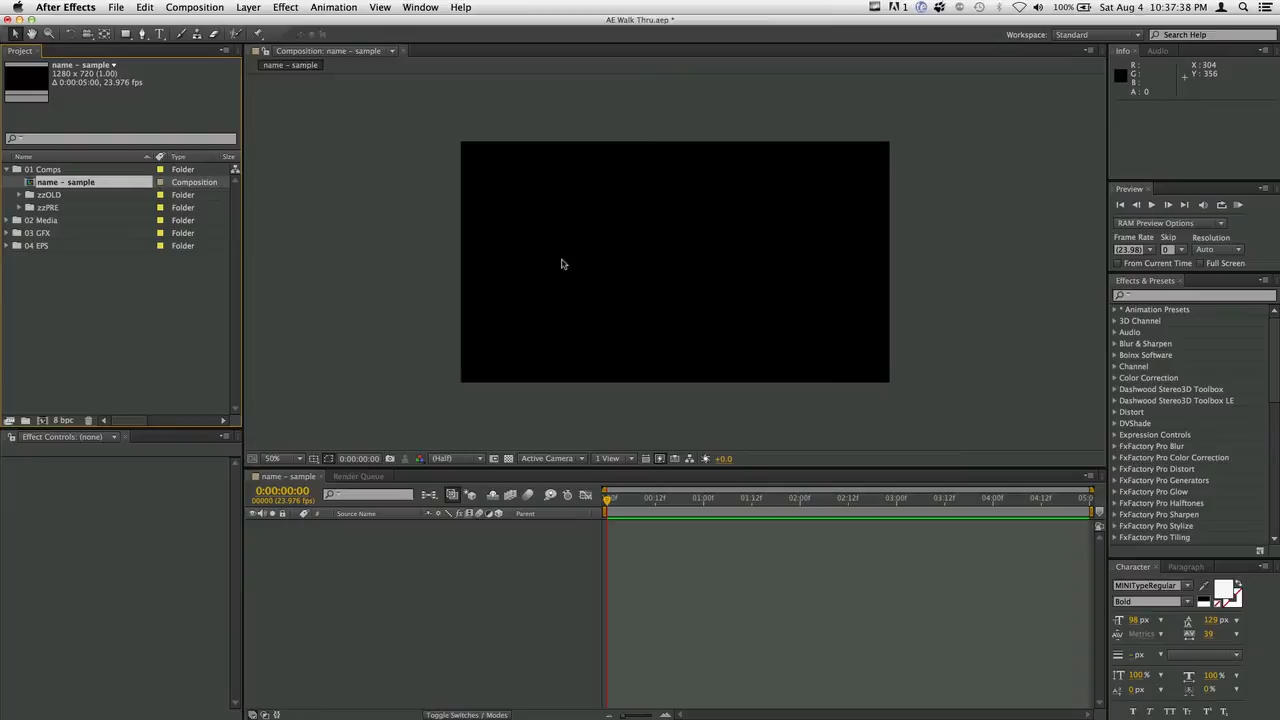 After Effects File Edit Composition Layer Effect Animation View Window Help 1 100% Sat Aug 4 10:37:38 PM
AE Walk Thru.aep *
Workspace: Standard Search Help
Project
name - sample
1280 x 720 (1.00)
Δ 0:00:05:00, 23.976 fps
Name Type Size
01 Comps Folder
name - sample Composition
zzOLD Folder
zzPRE Folder
02 Media Folder
03 GFX Folder
04 EPS Folder
8 bpc
Effect Controls: (none)
Composition: name - sample
name - sample
50% 0:00:00:00 (Half) Active Camera 1 View +0.0
name - sample Render Queue
0:00:00:00
00000 (23.976 fps)
# Source Name Parent
00:12f 01:00f 01:12f 02:00f 02:12f 03:00f 03:12f 04:00f 04:12f
Toggle Switches / Modes
Info Audio
R: X: 304
G: Y: 356
B:
A: 0
Preview
RAM Preview Options
Frame Rate Skip Resolution
(23.98) 0 Auto
From Current Time Full Screen
Effects & Presets
* Animation Presets
3D Channel
Audio
Blur & Sharpen
Boinx Software
Channel
Color Correction
Dashwood Stereo3D Toolbox
Dashwood Stereo3D Toolbox LE
Distort
DVShade
Expression Controls
FxFactory Pro Blur
FxFactory Pro Color Correction
FxFactory Pro Distort
FxFactory Pro Generators
FxFactory Pro Glow
FxFactory Pro Halftones
FxFactory Pro Sharpen
FxFactory Pro Stylize
FxFactory Pro Tiling
Character Paragraph
MINITypeRegular
Bold
98 px 129 px
Metrics 39
- px
100% 100%
0 px 0%
T T TT Tr T T